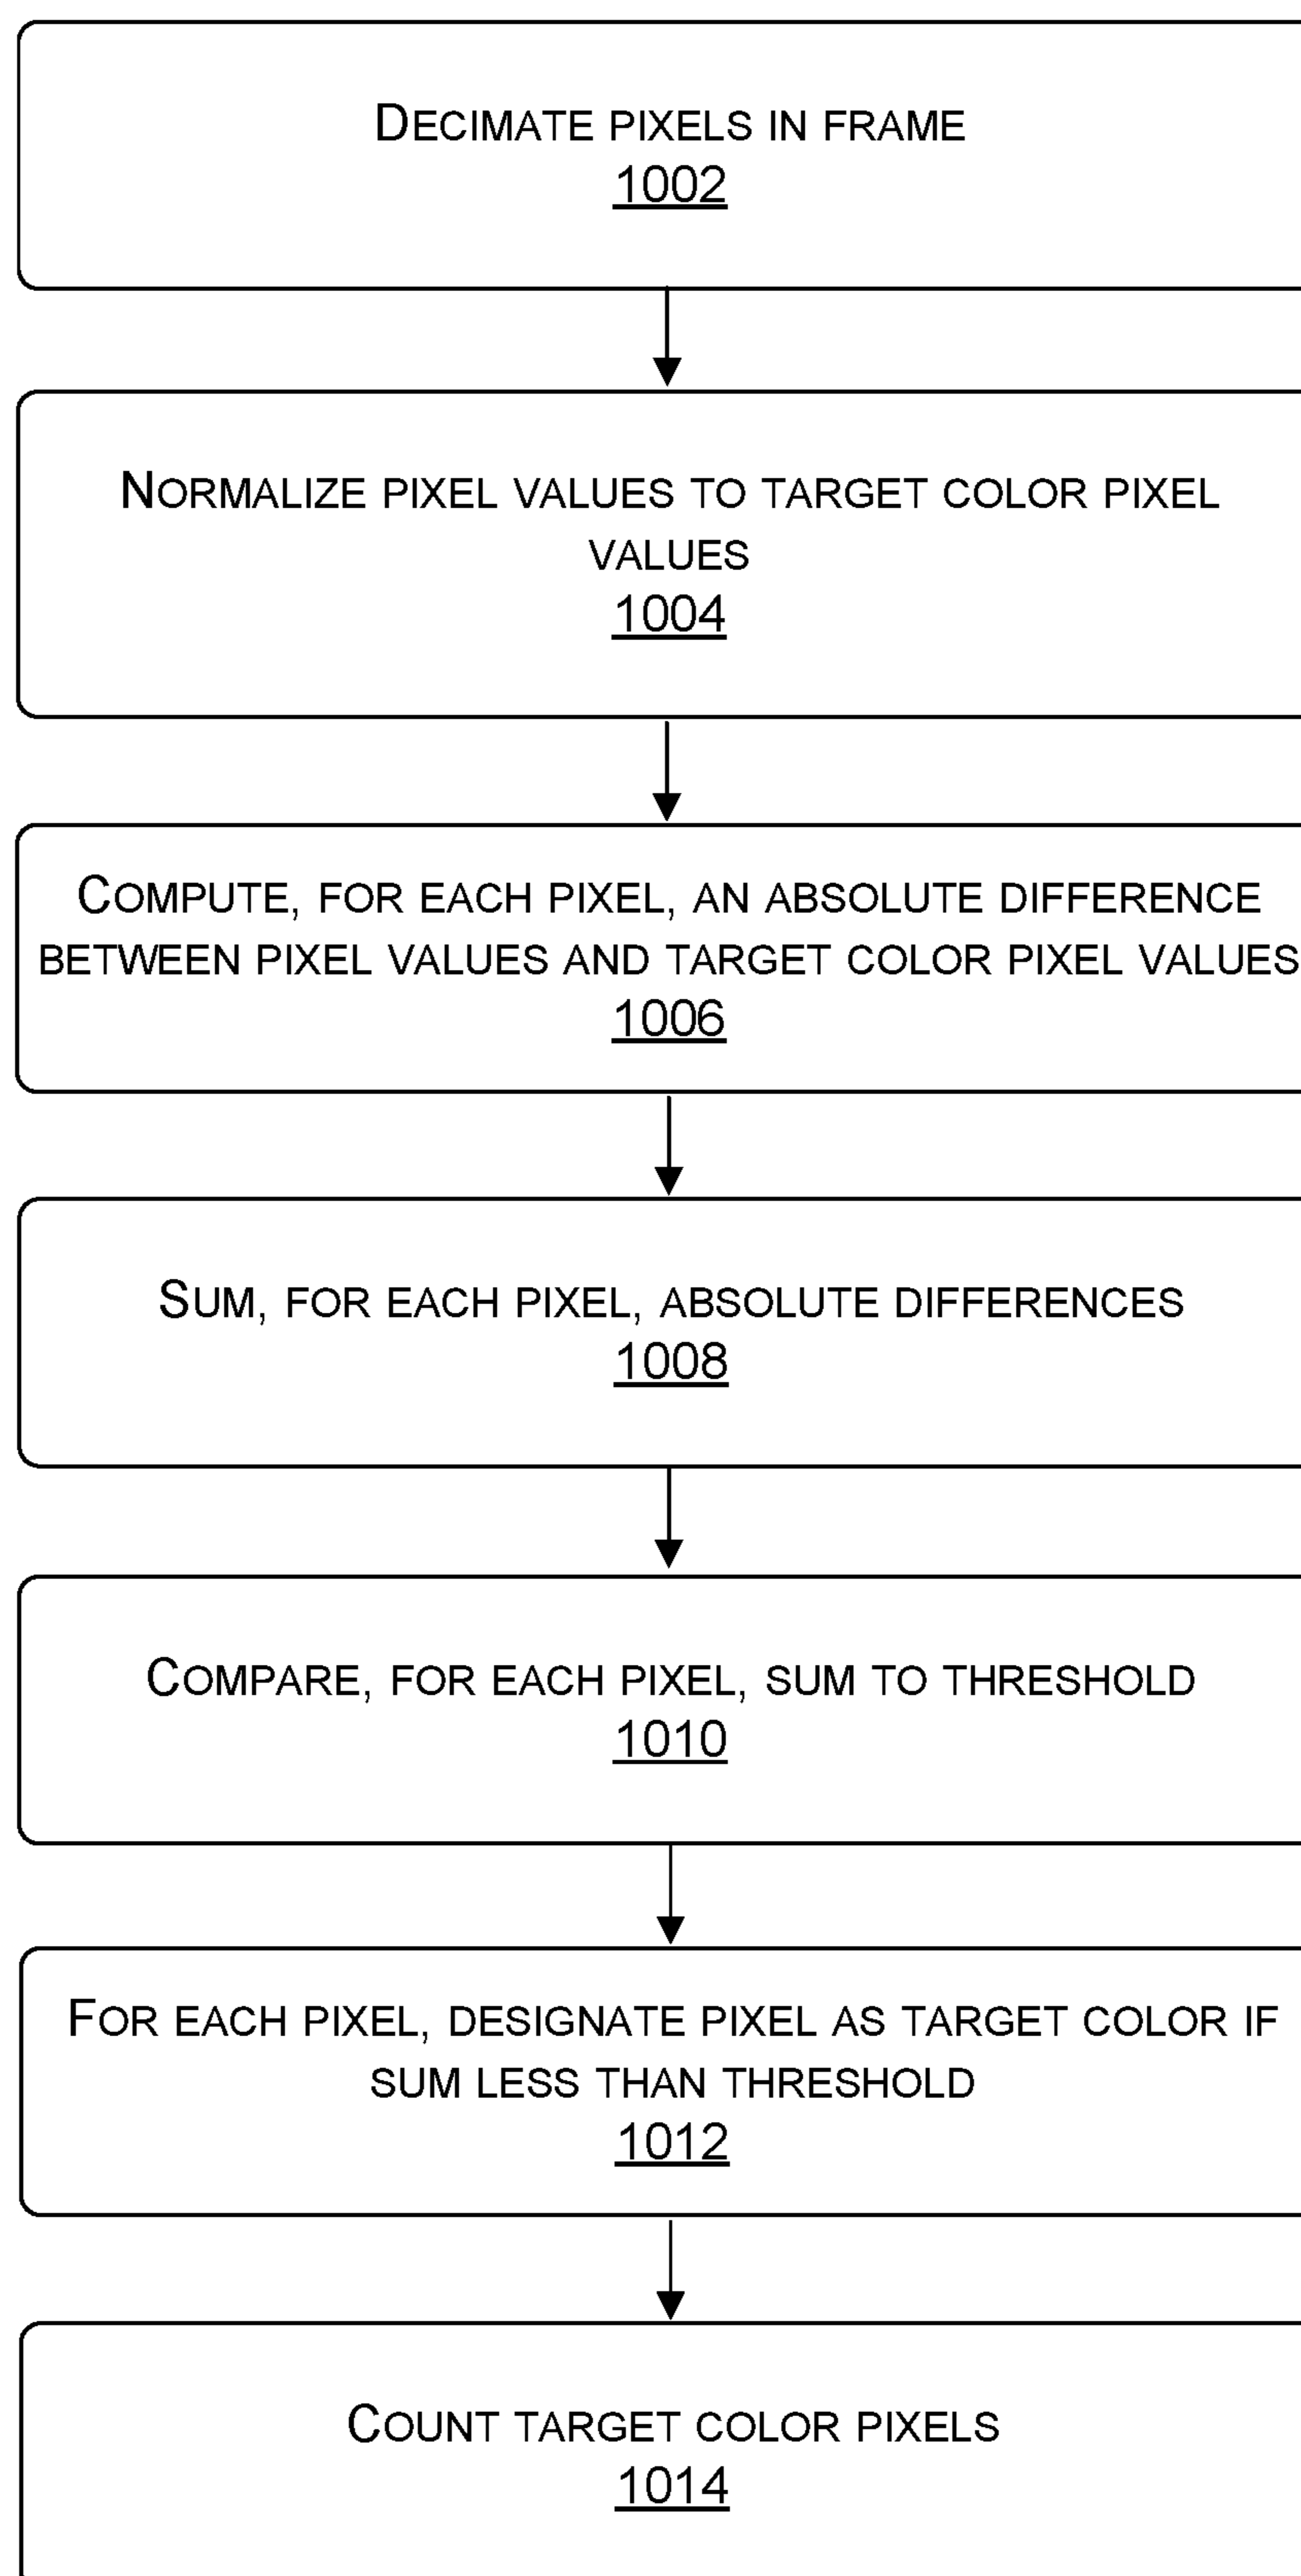 DECIMATE PIXELS IN FRAME
1002
NORMALIZE PIXEL VALUES TO TARGET COLOR PIXEL
VALUES
1004
COMPUTE, FOR EACH PIXEL, AN ABSOLUTE DIFFERENCE
BETWEEN PIXEL VALUES AND TARGET COLOR PIXEL VALUES
1006
SUM, FOR EACH PIXEL, ABSOLUTE DIFFERENCES
1008
COMPARE, FOR EACH PIXEL, SUM TO THRESHOLD
1010
FOR EACH PIXEL, DESIGNATE PIXEL AS TARGET COLOR IF
SUM LESS THAN THRESHOLD
1012
COUNT TARGET COLOR PIXELS
1014